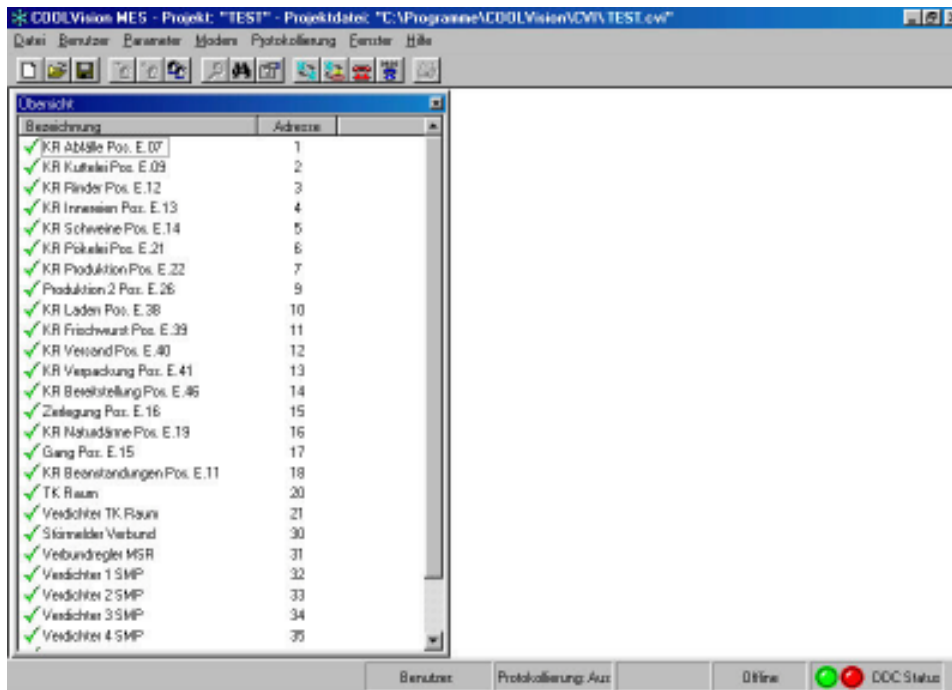 COOLVision MES - Projekt: "TEST" - Projektdatei: "C:\Programme\COOLVision\CVI\TEST.cvi"
Datei Benutzer Parameter Modem Protokollierung Fenster Hilfe
Übersicht
Bezeichnung Adresse
KR Abfälle Pos. E.07 1
KR Kuttelei Pos. E.09 2
KR Rinder Pos. E.12 3
KR Innereien Pos. E.13 4
KR Schweine Pos. E.14 5
KR Pökelei Pos. E.21 6
KR Produktion Pos. E.22 7
Produktion 2 Pos. E.26 9
KR Laden Pos. E.38 10
KR Frischwurst Pos. E.39 11
KR Versand Pos. E.40 12
KR Verpackung Pos. E.41 13
KR Bereitstellung Pos. E.46 14
Zerlegung Pos. E.16 15
KR Naturdärme Pos. E.19 16
Gang Pos. E.15 17
KR Beanstandungen Pos. E.11 18
TK Raum 20
Verdichter TK Raum 21
Störmelder Verbund 30
Verbundregler MSR 31
Verdichter 1 SMP 32
Verdichter 2 SMP 33
Verdichter 3 SMP 34
Verdichter 4 SMP 35
Benutzer: Protokollierung: Aus Offline DDC Status